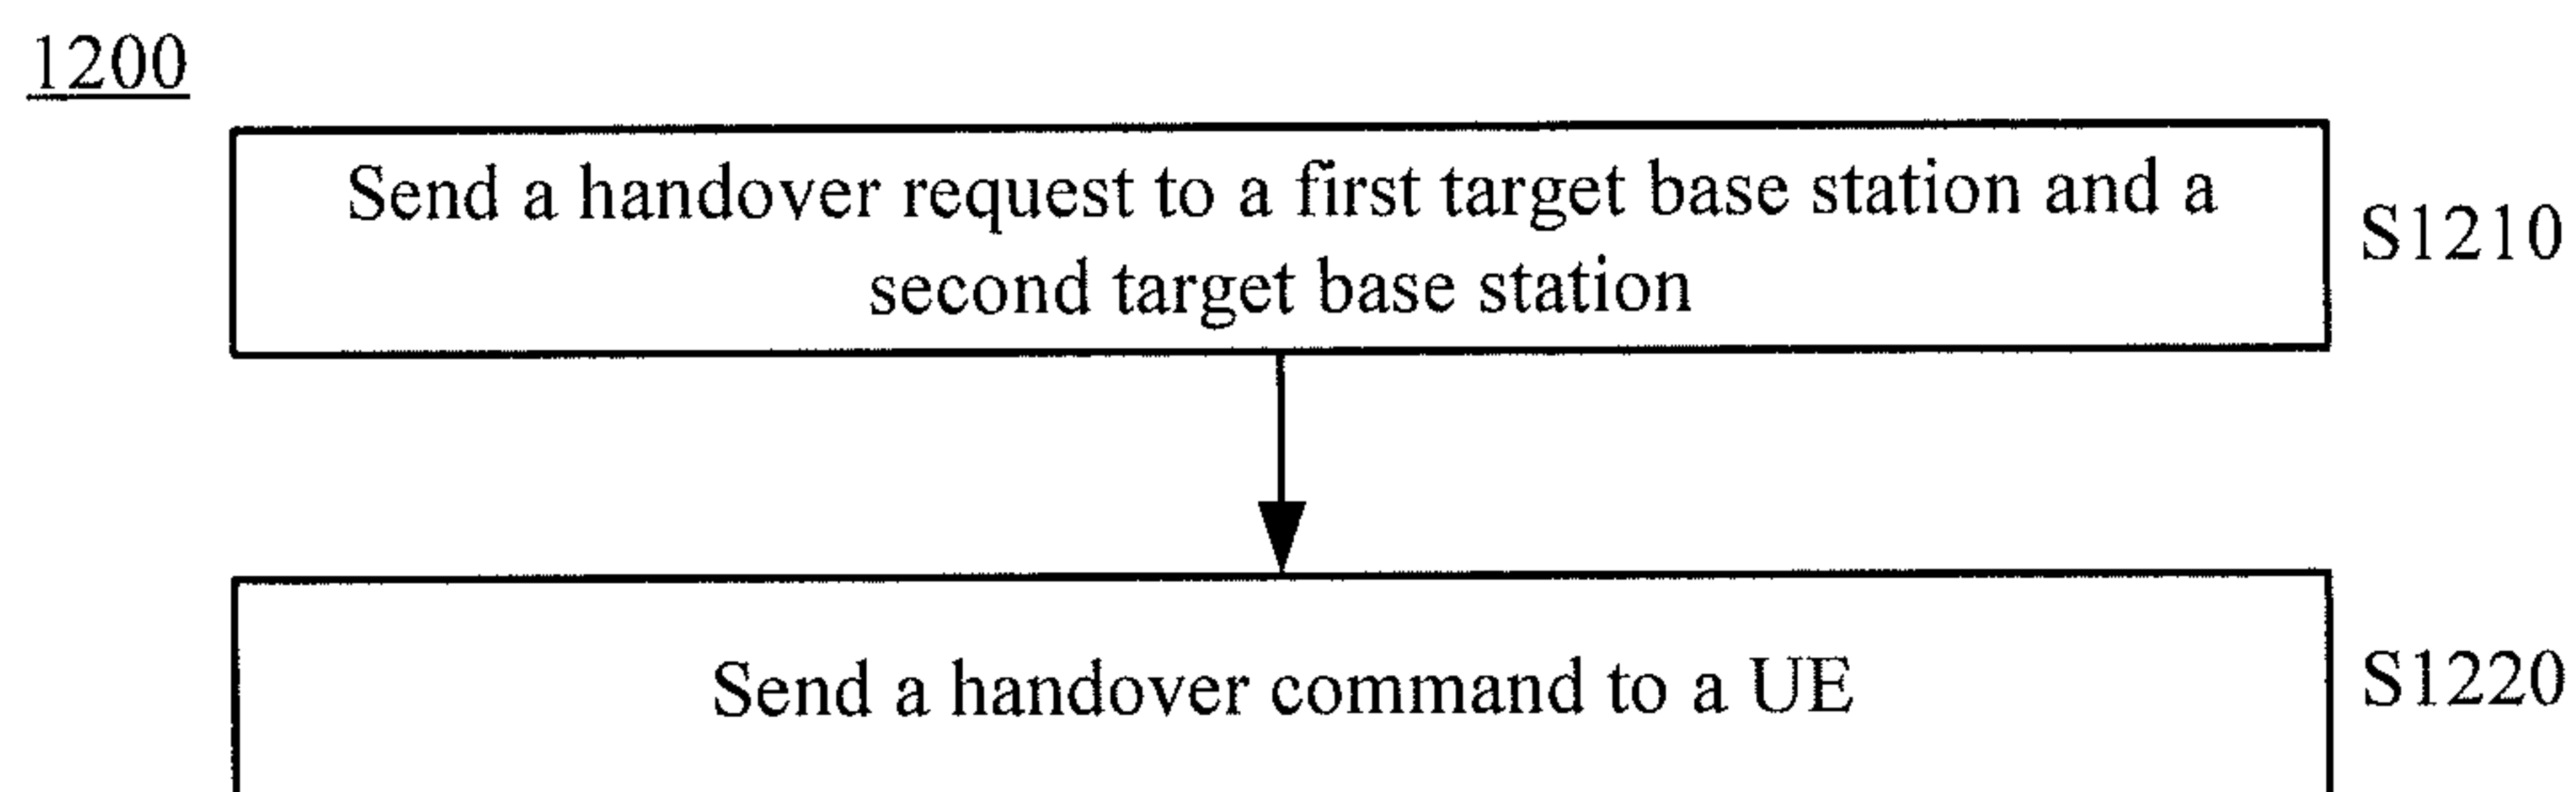 1200
Send a handover request to a first target base station and a
second target base station
S1210
Send a handover command to a UE
S1220